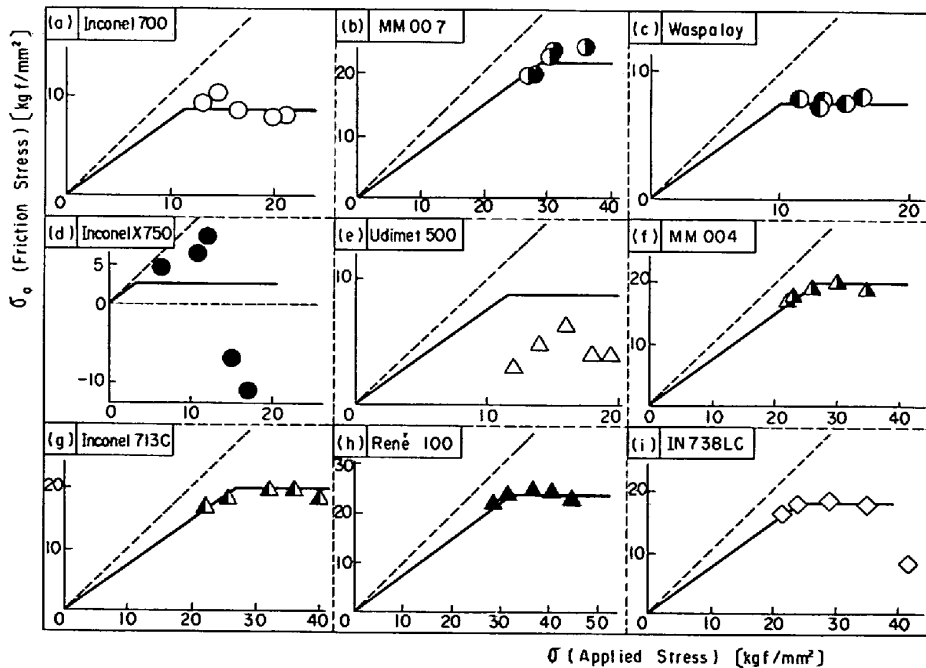 (a) Inconel 700
10
0 10 20
(b) MM 007
20
10
0 10 20 30 40
(c) Waspaloy
10
0 10 20
(d) Inconel X750
5
0
-10
0 10 20
(e) Udimet 500
10
0 10 20
(f) MM 004
20
10
0 10 20 30 40
(g) Inconel 713C
20
10
0 10 20 30 40
(h) René 100
30
20
10
0 10 20 30 40 50
(i) IN738LC
20
10
0 10 20 30 40
σ₀ (Friction Stress) [kgf/mm²]
σ (Applied Stress) [kgf/mm²]